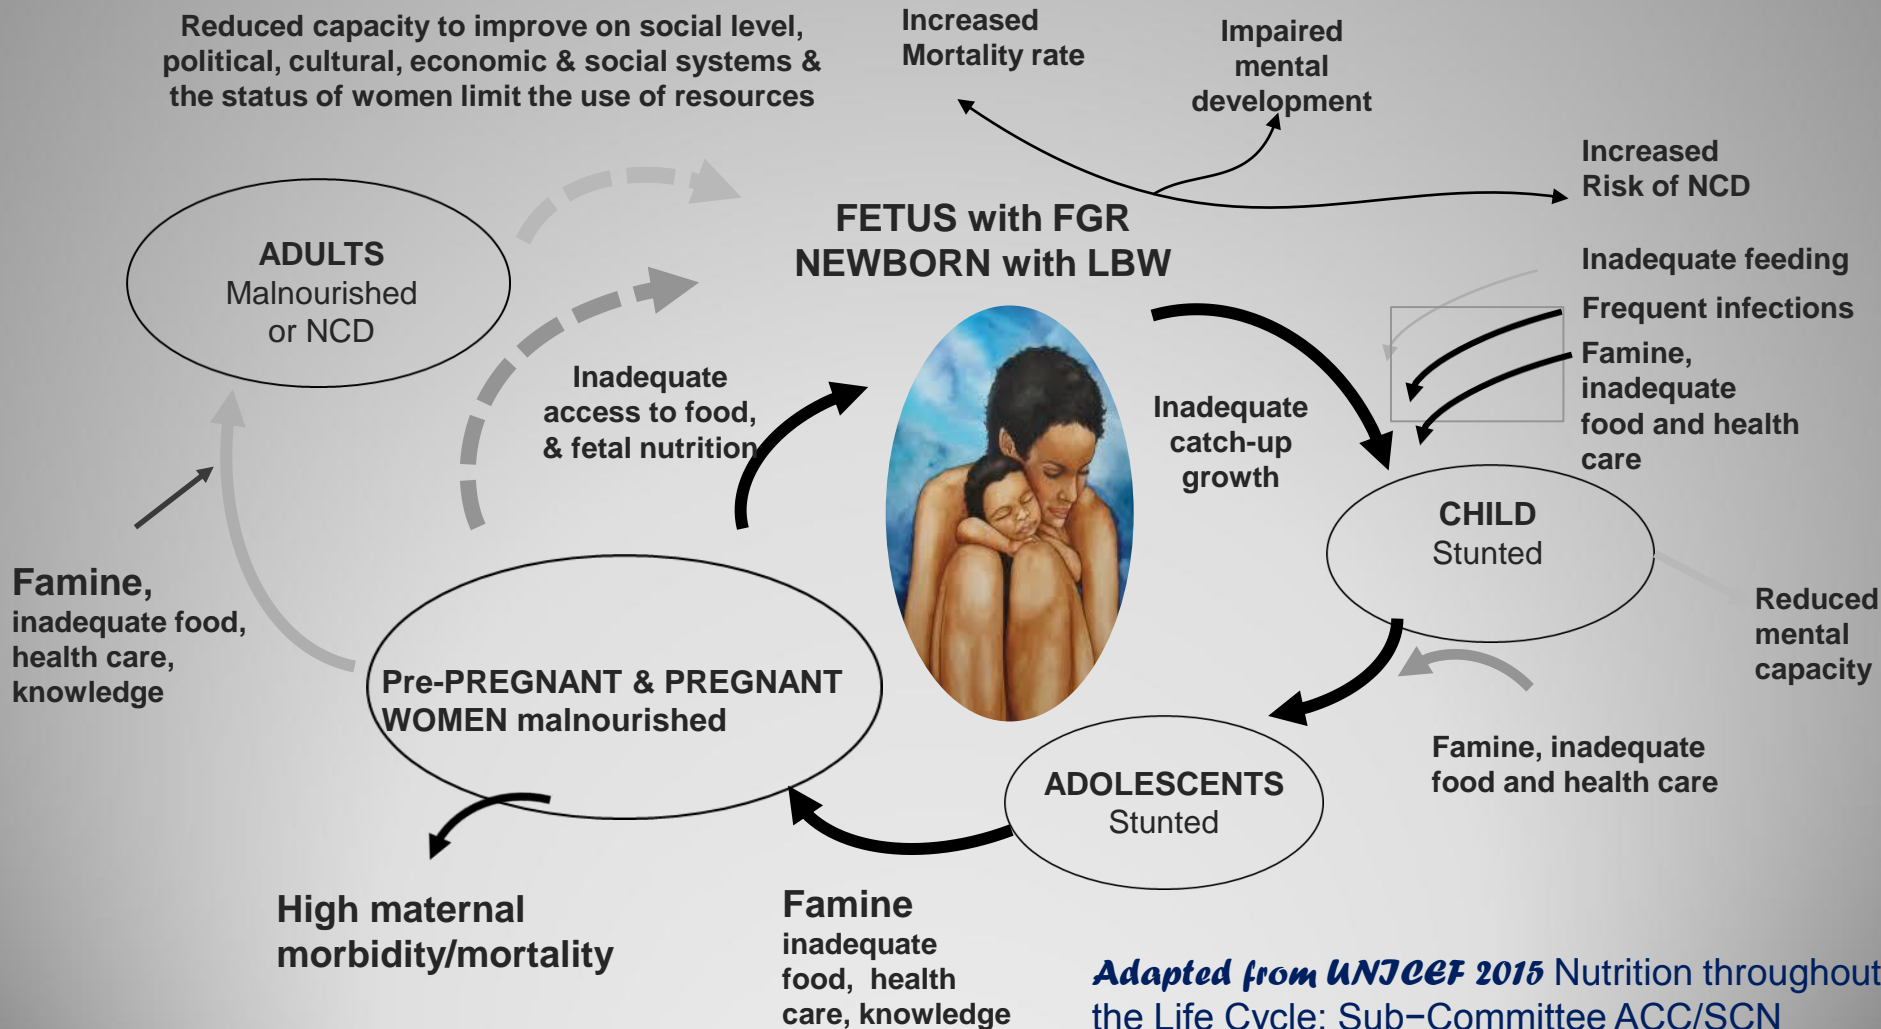 Reduced capacity to improve on social level,
political, cultural, economic & social systems &
the status of women limit the use of resources
Increased
Mortality rate
Impaired
mental
development
Increased
Risk of NCD
FETUS with FGR
NEWBORN with LBW
ADULTS
Malnourished
or NCD
Inadequate feeding
Frequent infections
Famine,
inadequate
food and health
care
Inadequate
access to food,
& fetal nutrition
Inadequate
catch-up
growth
CHILD
Stunted
Famine,
inadequate food,
health care,
knowledge
Reduced
mental
capacity
Pre-PREGNANT & PREGNANT
WOMEN malnourished
Famine, inadequate
food and health care
ADOLESCENTS
Stunted
High maternal
morbidity/mortality
Famine
inadequate
food, health
care, knowledge
Adapted from UNICEF 2015 Nutrition throughout
the Life Cycle: Sub-Committee ACC/SCN